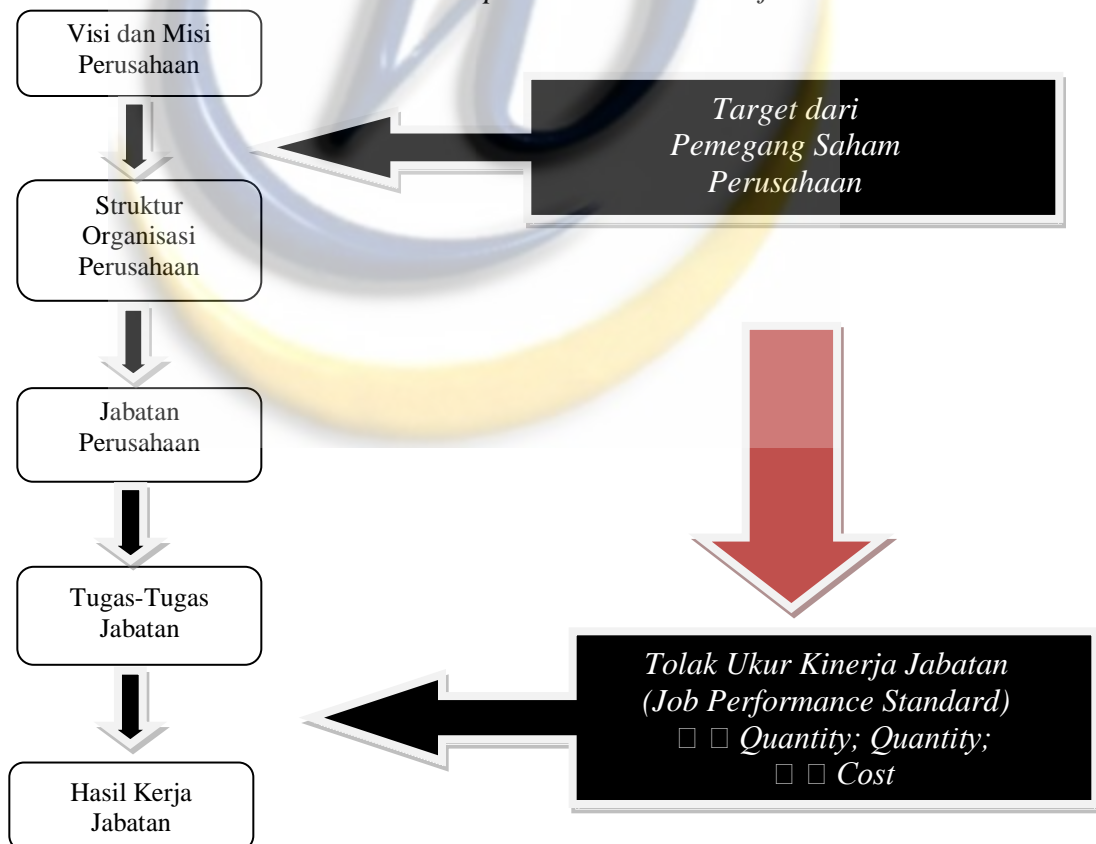 Visi dan Misi
Perusahaan
Target dari
Pemegang Saham
Perusahaan
Struktur
Organisasi
Perusahaan
Jabatan
Perusahaan
Tugas-Tugas
Jabatan
Tolak Ukur Kinerja Jabatan
(Job Performance Standard)
□ □ Quantity; Quantity;
□ □ Cost
Hasil Kerja
Jabatan